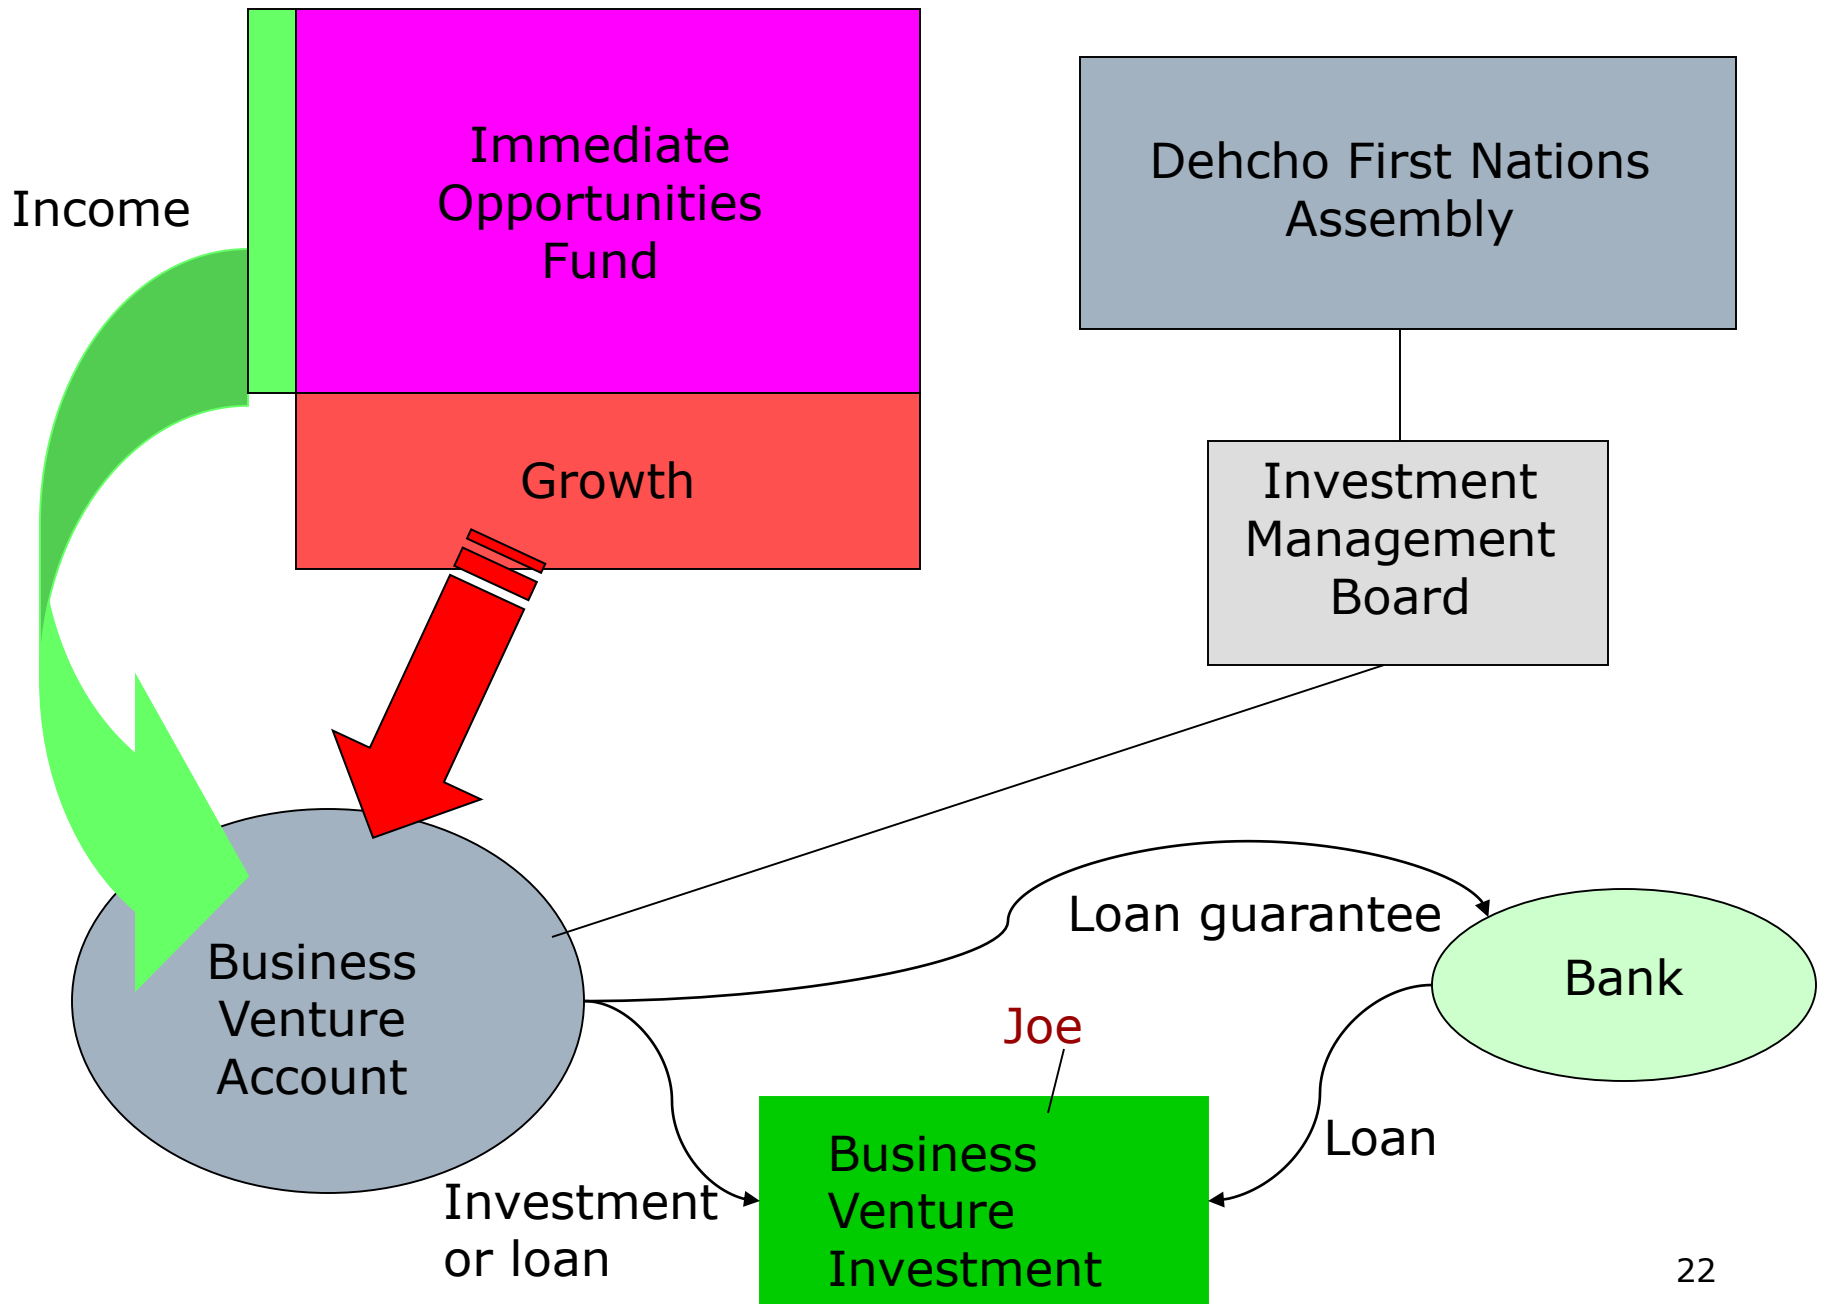 Immediate
Opportunities
Fund
Dehcho First Nations
Assembly
Income
Growth
Investment
Management
Board
Loan guarantee
Bank
Business
Venture
Account
Joe
Loan
Business
Venture
Investment
Investment
or loan
22